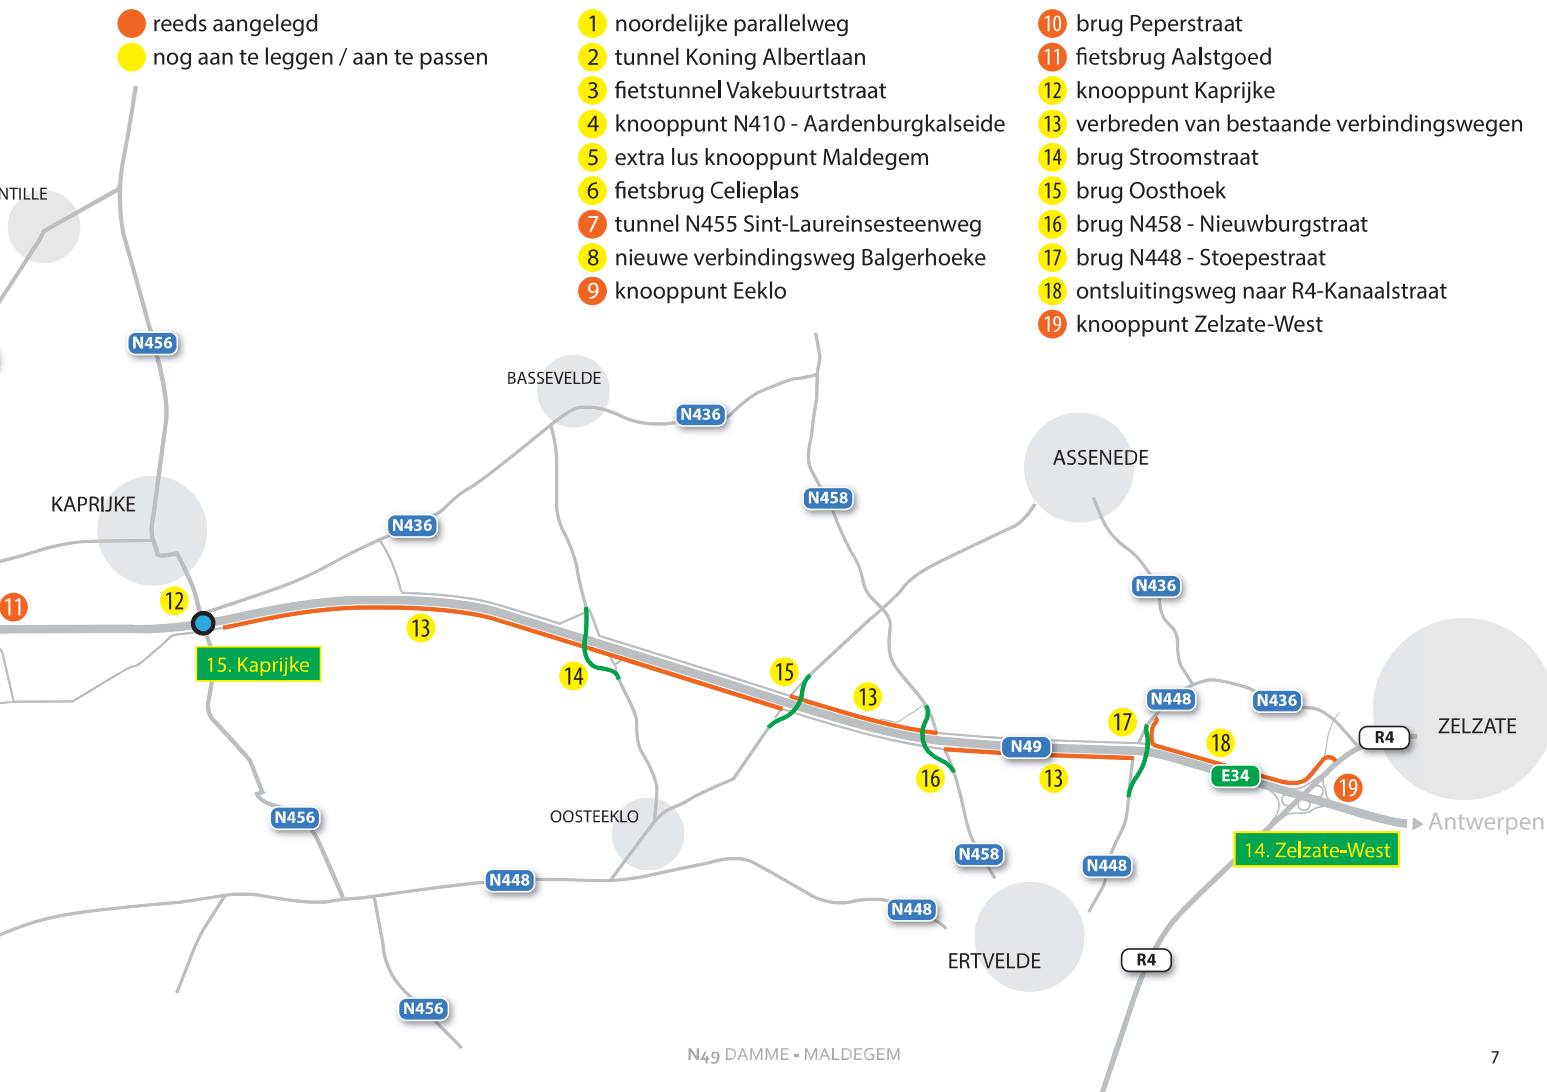 reeds aangelegd
nog aan te leggen / aan te passen
1 noordelijke parallelweg
2 tunnel Koning Albertlaan
3 fietstunnel Vakebuurtstraat
4 knooppunt N410 - Aardenburgkalseide
5 extra lus knooppunt Maldegem
6 fietsbrug Celieplas
7 tunnel N455 Sint-Laureinsesteenweg
8 nieuwe verbindingsweg Balgerhoeke
9 knooppunt Eeklo
10 brug Peperstraat
11 fietsbrug Aalstgoed
12 knooppunt Kaprijke
13 verbreden van bestaande verbindingswegen
14 brug Stroomstraat
15 brug Oosthoek
16 brug N458 - Nieuwburgstraat
17 brug N448 - Stoepestraat
18 ontsluitingsweg naar R4-Kanaalstraat
19 knooppunt Zelzate-West
NTILLE
N456
BASSEVELDE
N436
ASSENEDE
KAPRIJKE
N458
N436
N436
12
11
13
15. Kaprijke
14
15
13
N448
N436
17
ZELZATE
R4
18
N49
E34
16
13
19
OOSTEEKLO
N456
Antwerpen
14. Zelzate-West
N458
N448
N448
N448
ERTVELDE
R4
N456
N49 DAMME - MALDEGEM
7